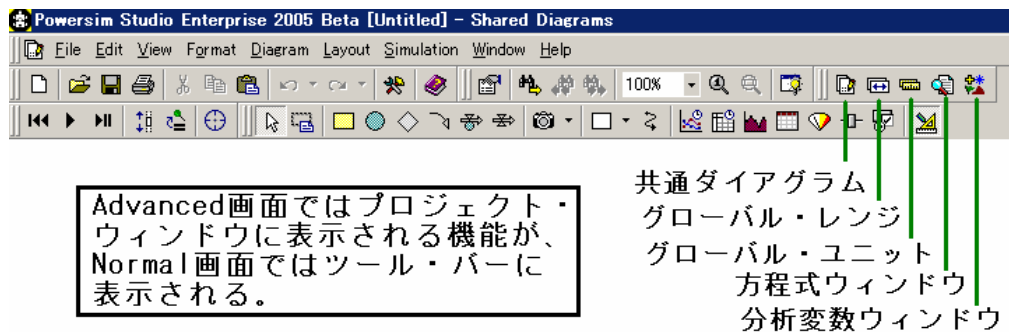 Powersim Studio Enterprise 2005 Beta [Untitled] - Shared Diagrams
File Edit View Format Diagram Layout Simulation Window Help
100%
共通ダイアグラム
グローバル・レンジ
グローバル・ユニット
方程式ウィンドウ
分析変数ウィンドウ
Advanced画面ではプロジェクト・
ウィンドウに表示される機能が、
Normal画面ではツール・バーに
表示される。